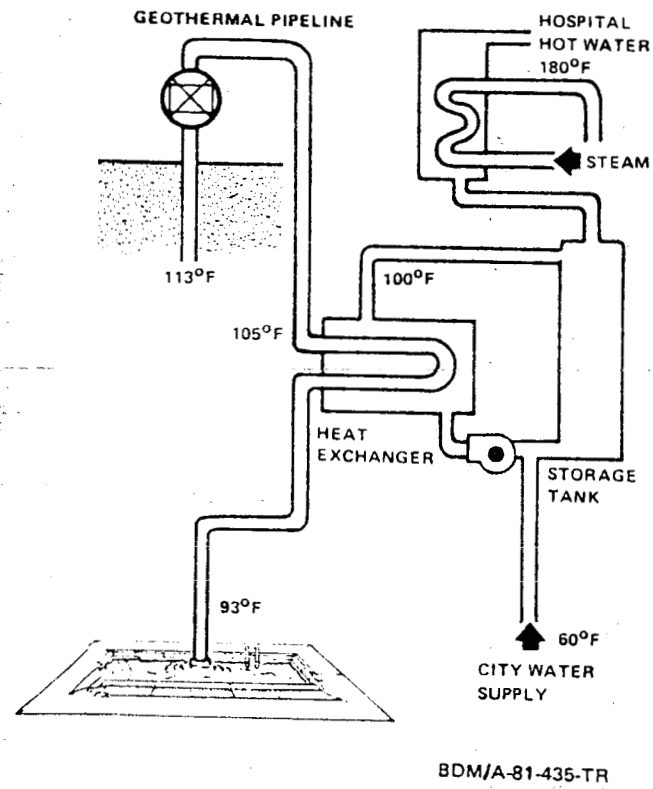 GEOTHERMAL PIPELINE
HOSPITAL
HOT WATER
180°F
STEAM
113°F
100°F
105°F
HEAT
EXCHANGER
STORAGE
TANK
93°F
60°F
CITY WATER
SUPPLY
BDM/A-81-435-TR